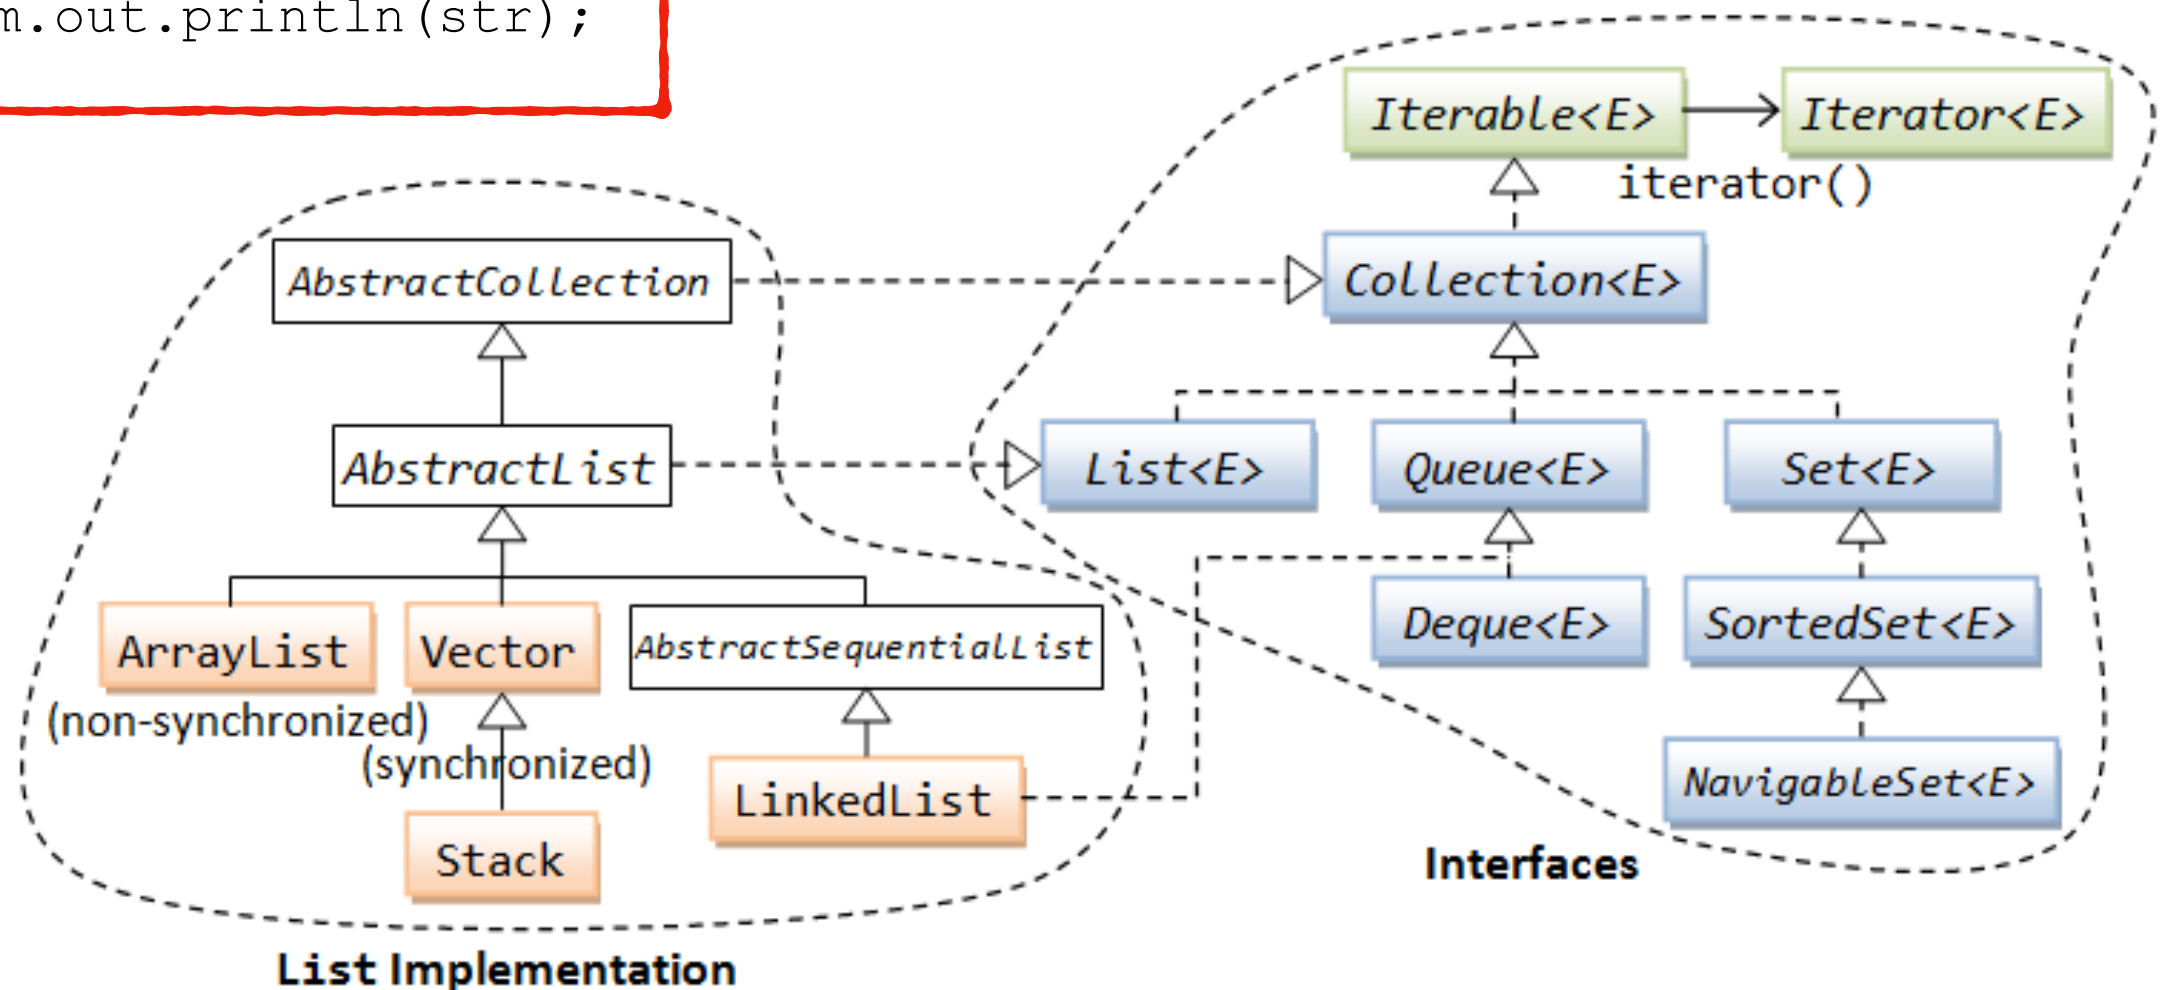 m.out.println(str);
Iterable<E>
Iterator<E>
iterator()
AbstractCollection
Collection<E>
AbstractList
List<E>
Queue<E>
Set<E>
ArrayList
Vector
AbstractSequentialList
Deque<E>
SortedSet<E>
(non-synchronized)
(synchronized)
LinkedList
NavigableSet<E>
Stack
Interfaces
List Implementation